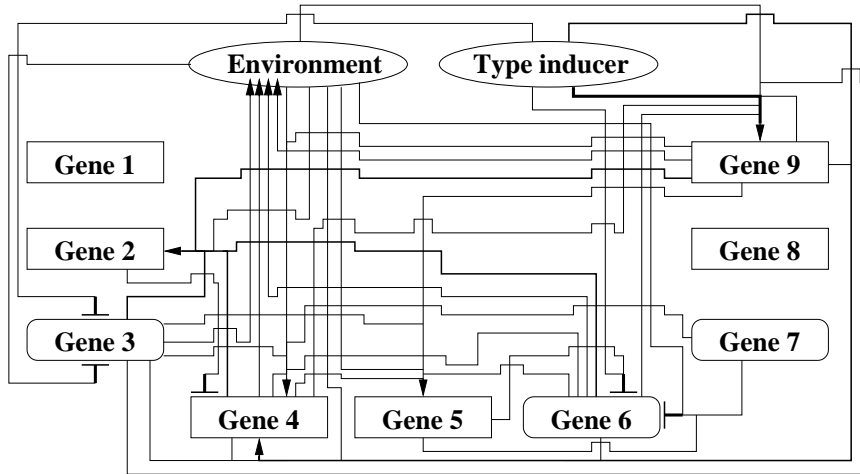 Environment
Type inducer
Gene 1
Gene 9
Gene 2
Gene 8
Gene 3
Gene 7
Gene 4
Gene 5
Gene 6